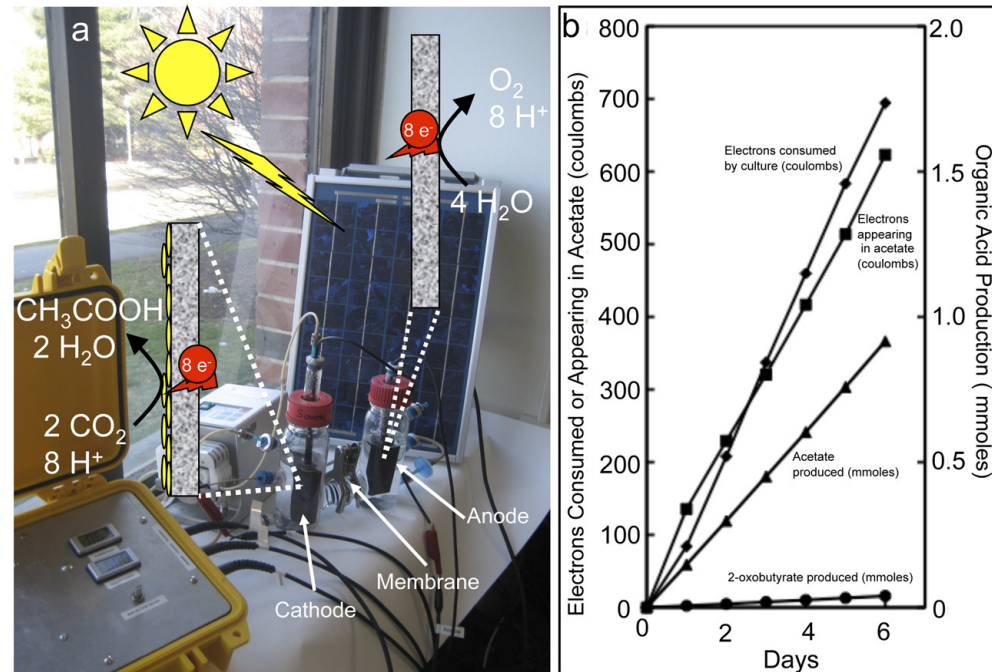 a
8 e-
O2
8 H+
4 H2O
CH3COOH
2 H2O
8 e-
2 CO2
8 H+
Anode
Membrane
Cathode
b
Electrons Consumed or Appearing in Acetate (coulombs)
800
700
600
500
400
300
200
100
0
Electrons consumed
by culture (coulombs)
Electrons
appearing
in acetate
(coulombs)
Acetate
produced (mmoles)
2-oxobutyrate produced (mmoles)
2.0
1.5
1.0
0.5
0
Organic Acid Production ( mmoles)
0
2
4
6
Days